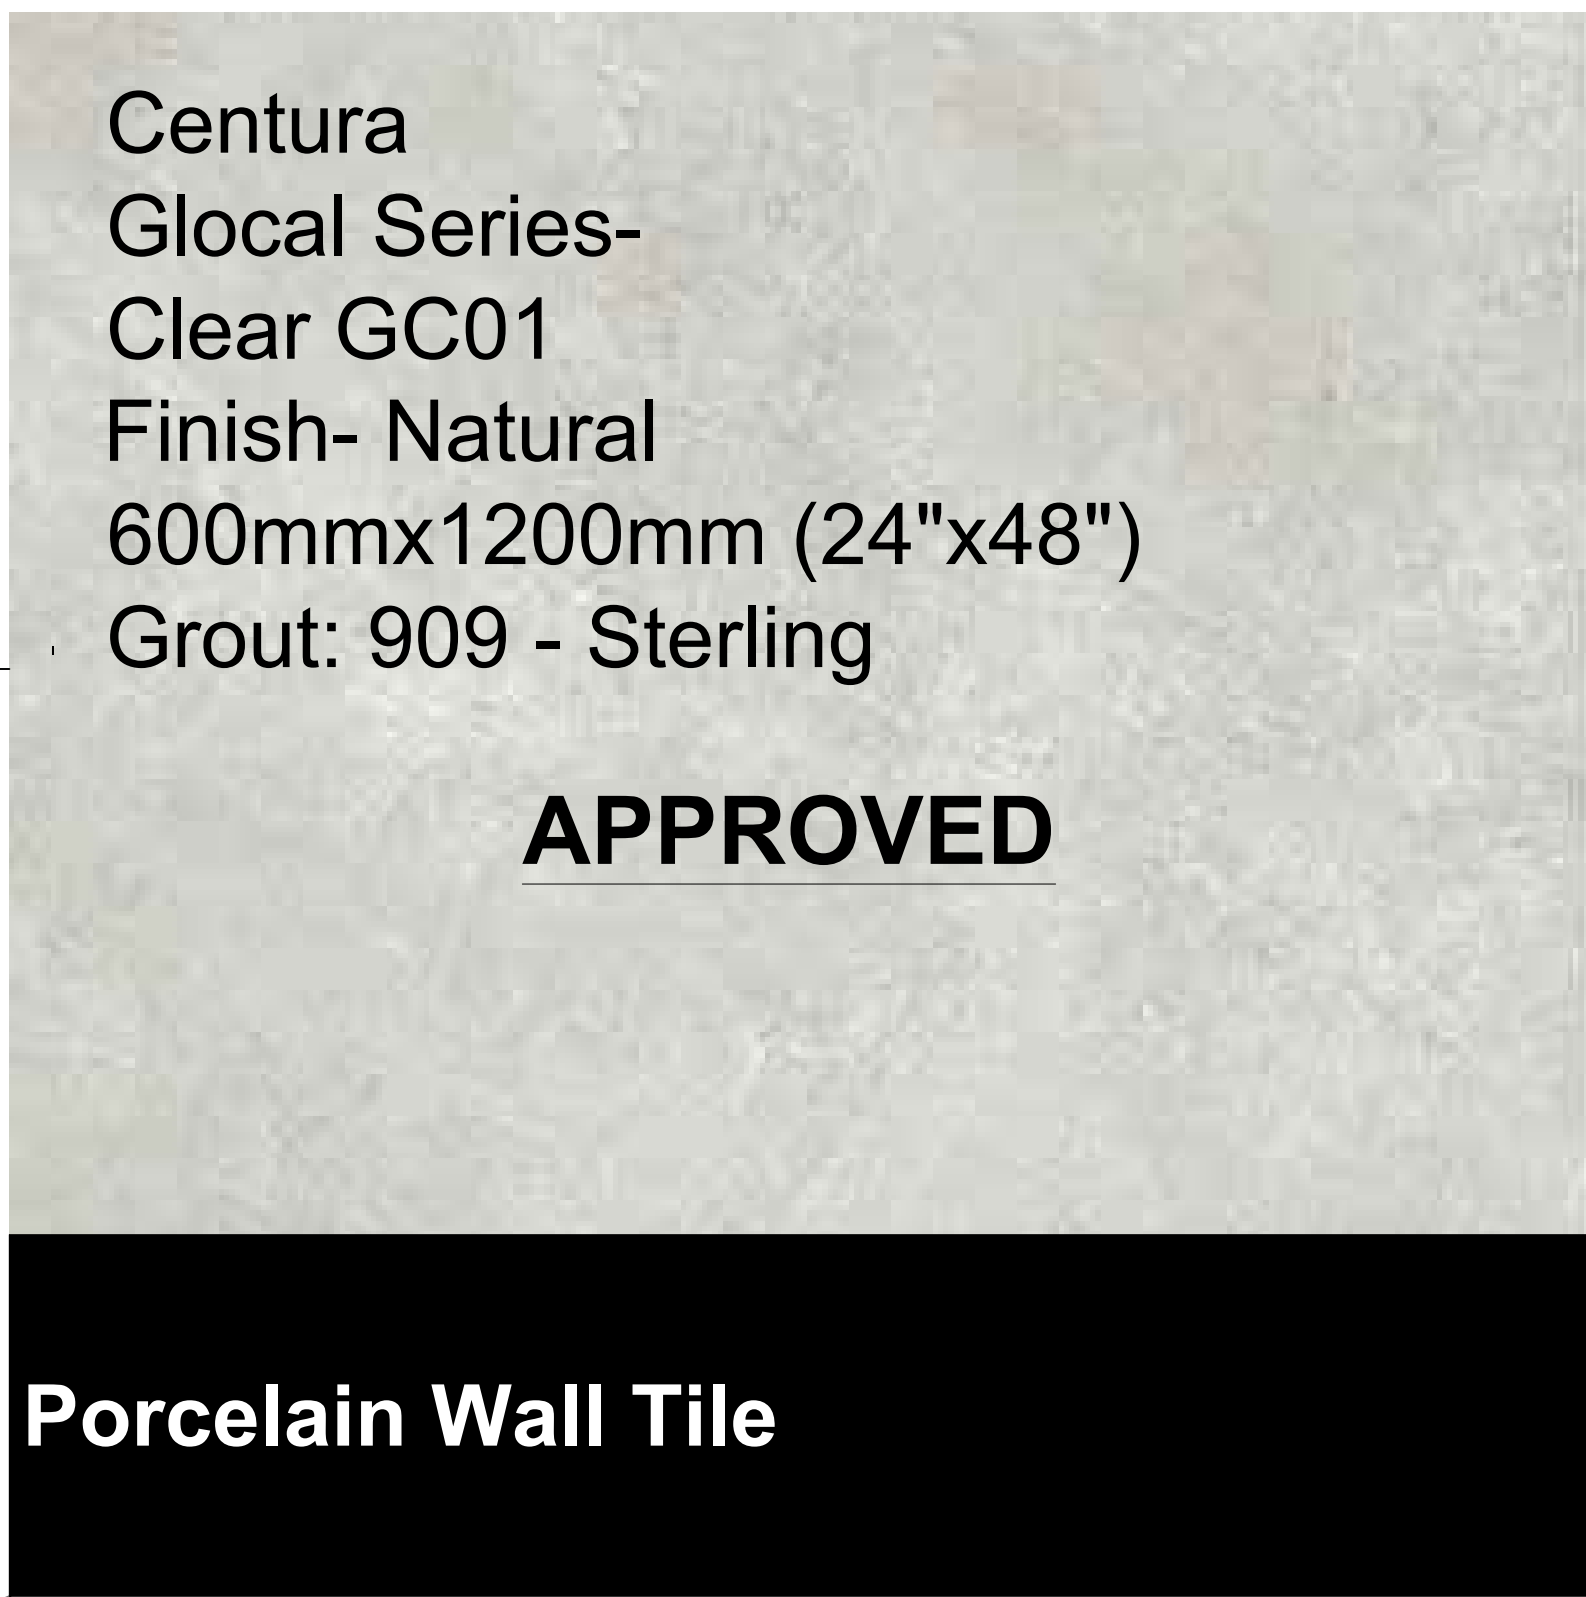 Centura
Glocal Series-
Clear GC01
Finish- Natural
600mmx1200mm (24"x48")
Grout: 909 - Sterling
APPROVED
Porcelain Wall Tile